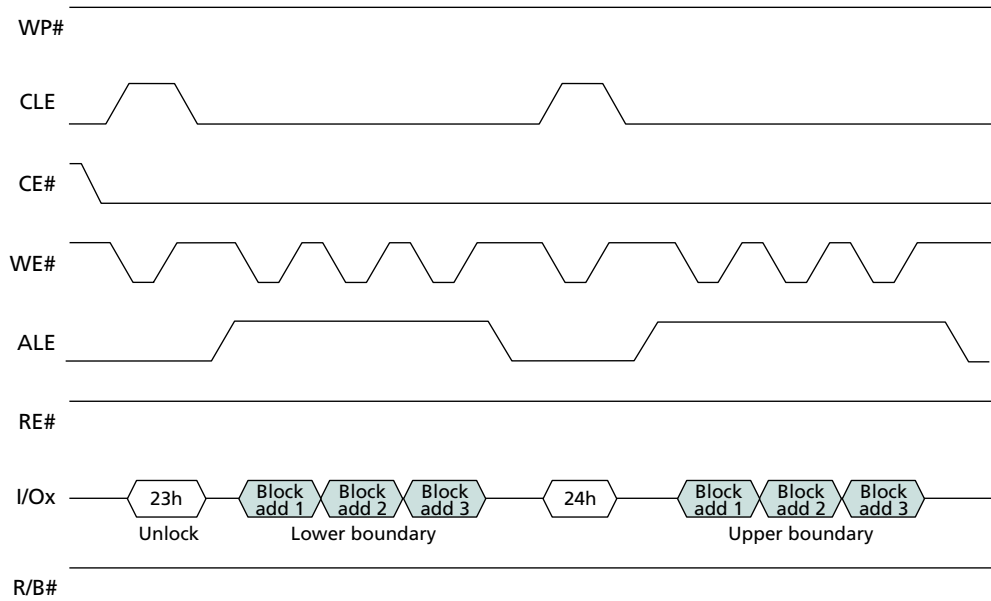 WP#
CLE
CE#
WE#
ALE
RE#
I/Ox
23h
Block
add 1
Block
add 2
Block
add 3
24h
Block
add 1
Block
add 2
Block
add 3
Unlock
Lower boundary
Upper boundary
R/B#